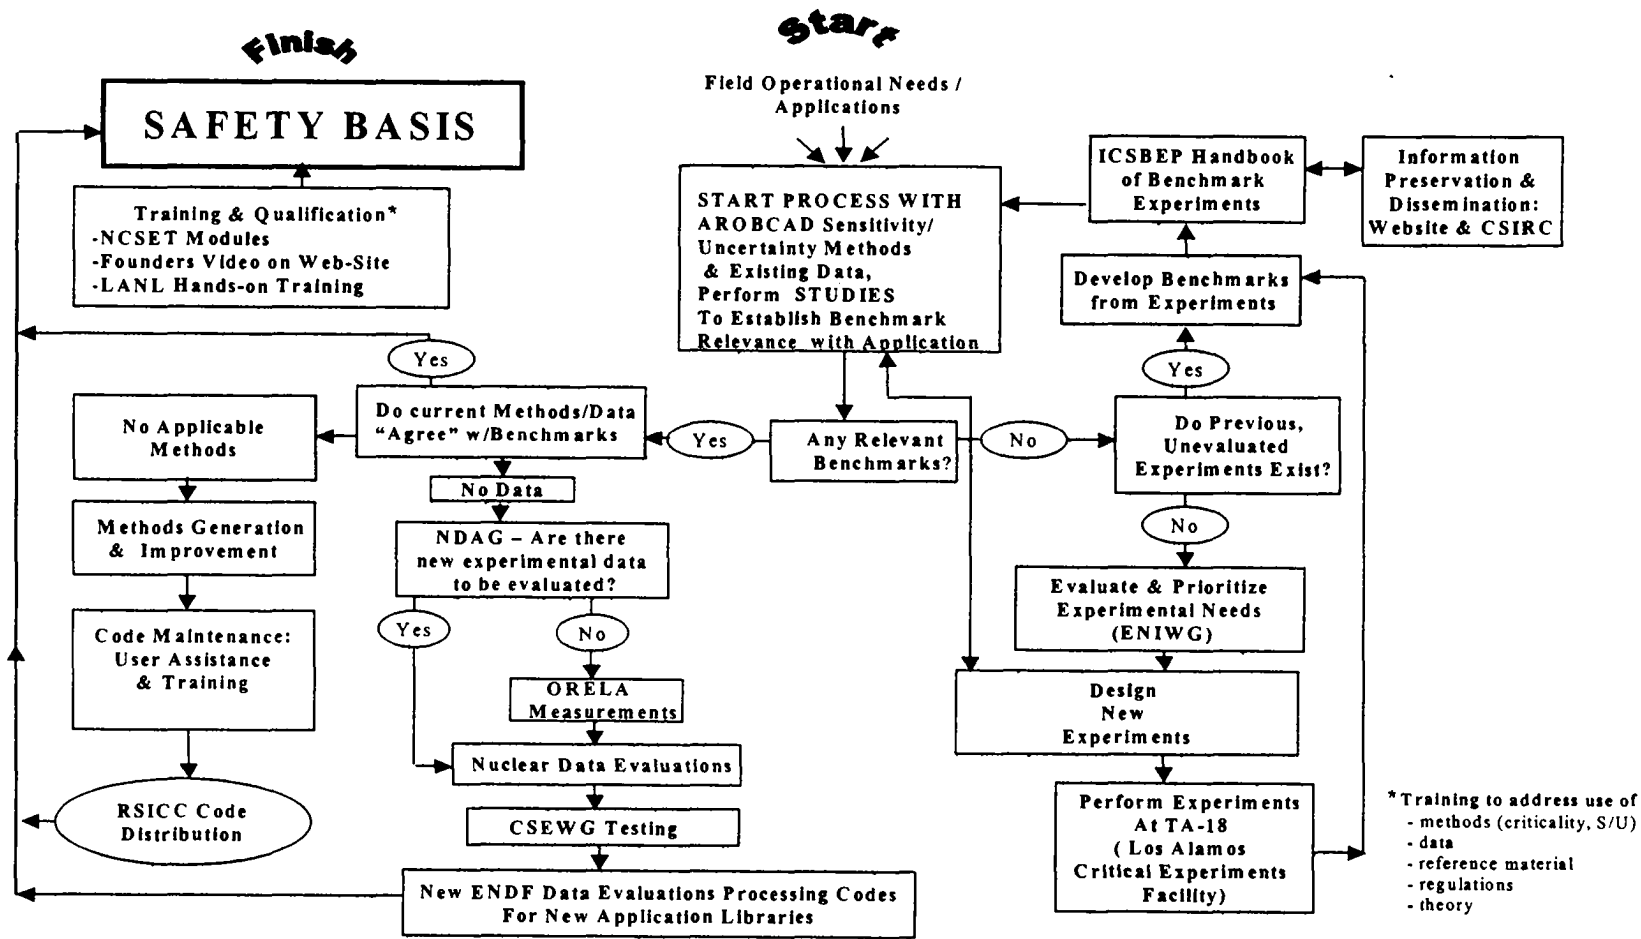 Finish
SAFETY BASIS
Training & Qualification*
-NCSET Modules
-Founders Video on Web-Site
-LANL Hands-on Training
Start
Field Operational Needs /
Applications
START PROCESS WITH
AROBCAD Sensitivity/
Uncertainty Methods
& Existing Data,
Perform STUDIES
To Establish Benchmark
Relevance with Application
ICSBEP Handbook
of Benchmark
Experiments
Information
Preservation &
Dissemination:
Website & CSIRC
Develop Benchmarks
from Experiments
Yes
Yes
Do current Methods/Data
“Agree” w/Benchmarks
Yes
Any Relevant
Benchmarks?
No
Do Previous,
Unevaluated
Experiments Exist?
No Applicable
Methods
No Data
No
Methods Generation
& Improvement
NDAG – Are there
new experimental data
to be evaluated?
Evaluate & Prioritize
Experimental Needs
(ENIWG)
Code Maintenance:
User Assistance
& Training
Yes
No
ORELA
Measurements
Design
New
Experiments
Nuclear Data Evaluations
RSICC Code
Distribution
CSEWG Testing
Perform Experiments
At TA-18
( Los Alamos
Critical Experiments
Facility)
New ENDF Data Evaluations Processing Codes
For New Application Libraries
*Training to address use of
- methods (criticality, S/U)
- data
- reference material
- regulations
- theory